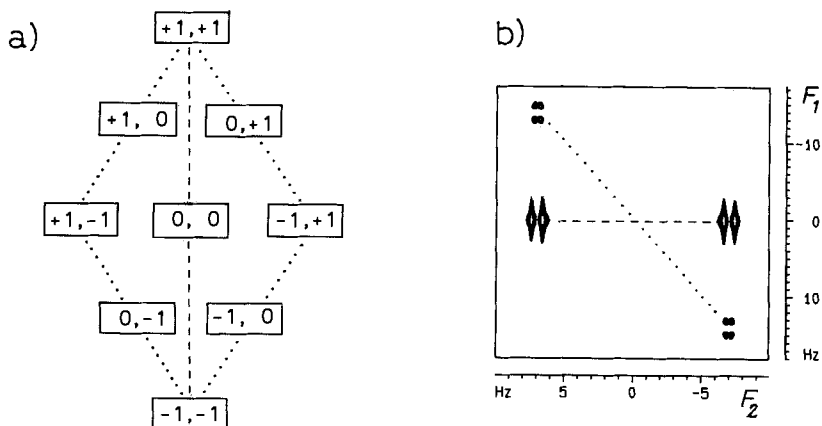 a)
+1,+1
+1, 0
0,+1
+1,-1
0, 0
-1,+1
0,-1
-1, 0
-1,-1
b)
F1
-10
0
10
Hz
Hz 5 0 -5 F2